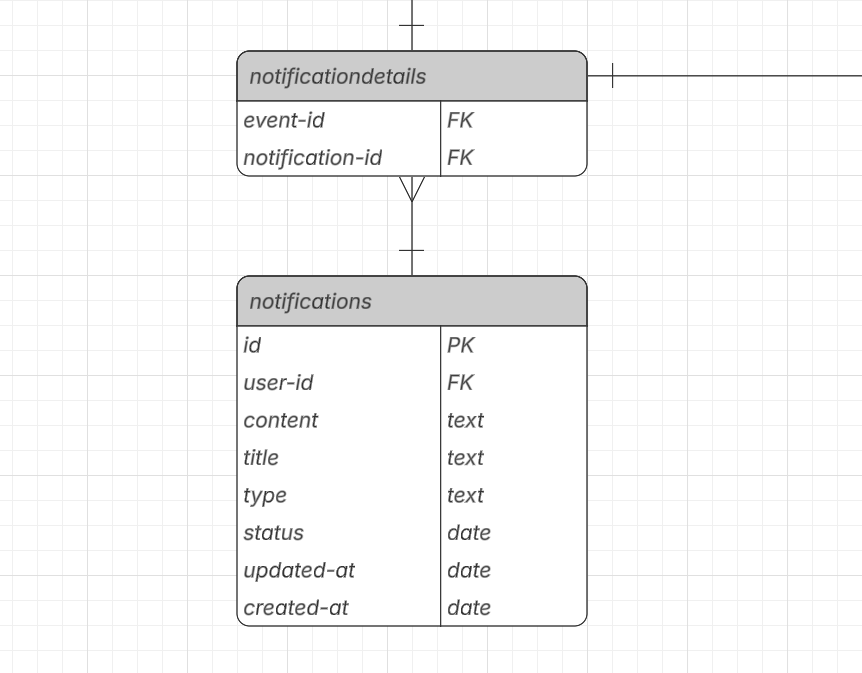 notificationdetails
event-id FK
notification-id FK
notifications
id PK
user-id FK
content text
title text
type text
status date
updated-at date
created-at date